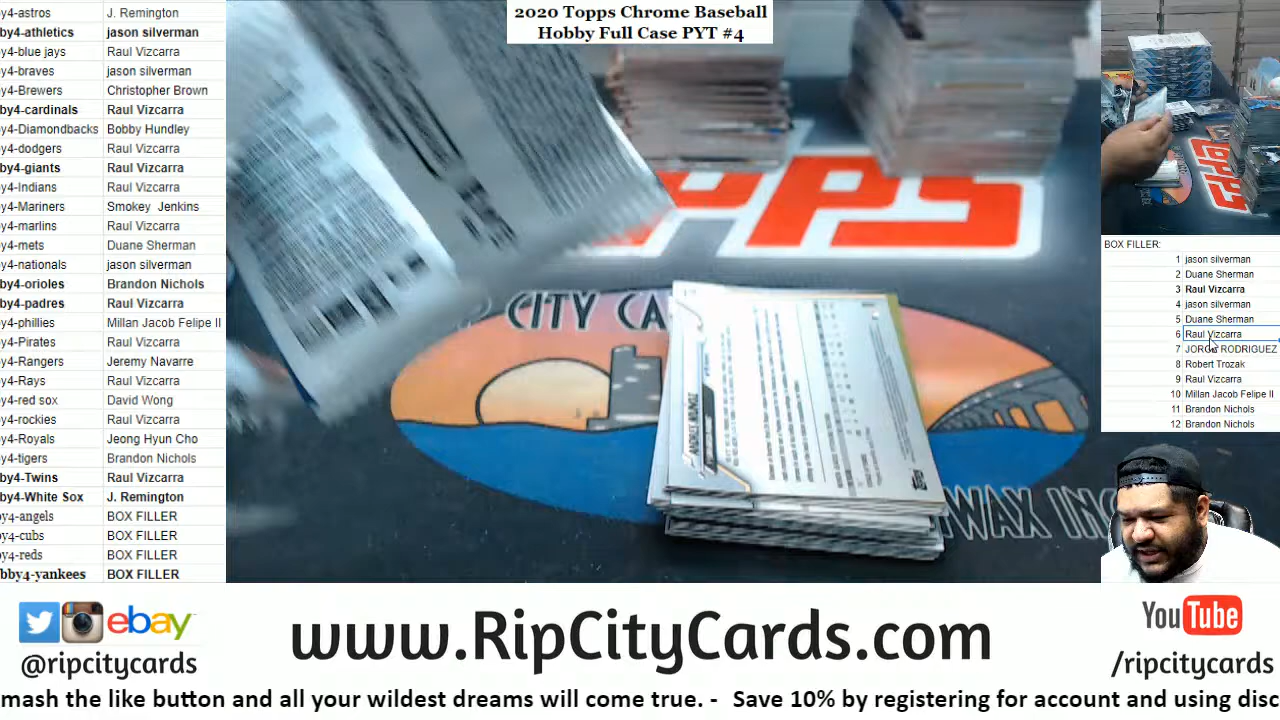 2020 Topps Chrome Baseball
Hobby Full Case PYT #4
y4-astros J. Remington
by4-athletics jason silverman
y4-blue jays Raul Vizcarra
y4-braves jason silverman
y4-Brewers Christopher Brown
by4-cardinals Raul Vizcarra
y4-Diamondbacks Bobby Hundley
y4-dodgers Raul Vizcarra
by4-giants Raul Vizcarra
y4-Indians Raul Vizcarra
y4-Mariners Smokey Jenkins
y4-marlins Raul Vizcarra
y4-mets Duane Sherman
y4-nationals jason silverman
by4-orioles Brandon Nichols
by4-padres Raul Vizcarra
y4-phillies Millan Jacob Felipe II
y4-Pirates Raul Vizcarra
y4-Rangers Jeremy Navarre
y4-Rays Raul Vizcarra
y4-red sox David Wong
y4-rockies Raul Vizcarra
y4-Royals Jeong Hyun Cho
y4-tigers Brandon Nichols
by4-Twins Raul Vizcarra
by4-White Sox J. Remington
y4-angels BOX FILLER
y4-cubs BOX FILLER
y4-reds BOX FILLER
bby4-yankees BOX FILLER
CITY CA
WAX INC
BOX FILLER:
1 jason silverman
2 Duane Sherman
3 Raul Vizcarra
4 jason silverman
5 Duane Sherman
6 Raul Vizcarra
7 JORGE RODRIGUEZ
8 Robert Trozak
9 Raul Vizcarra
10 Millan Jacob Felipe II
11 Brandon Nichols
12 Brandon Nichols
ebay
@ripcitycards
www.RipCityCards.com
YouTube
/ripcitycards
mash the like button and all your wildest dreams will come true. - Save 10% by registering for account and using disc